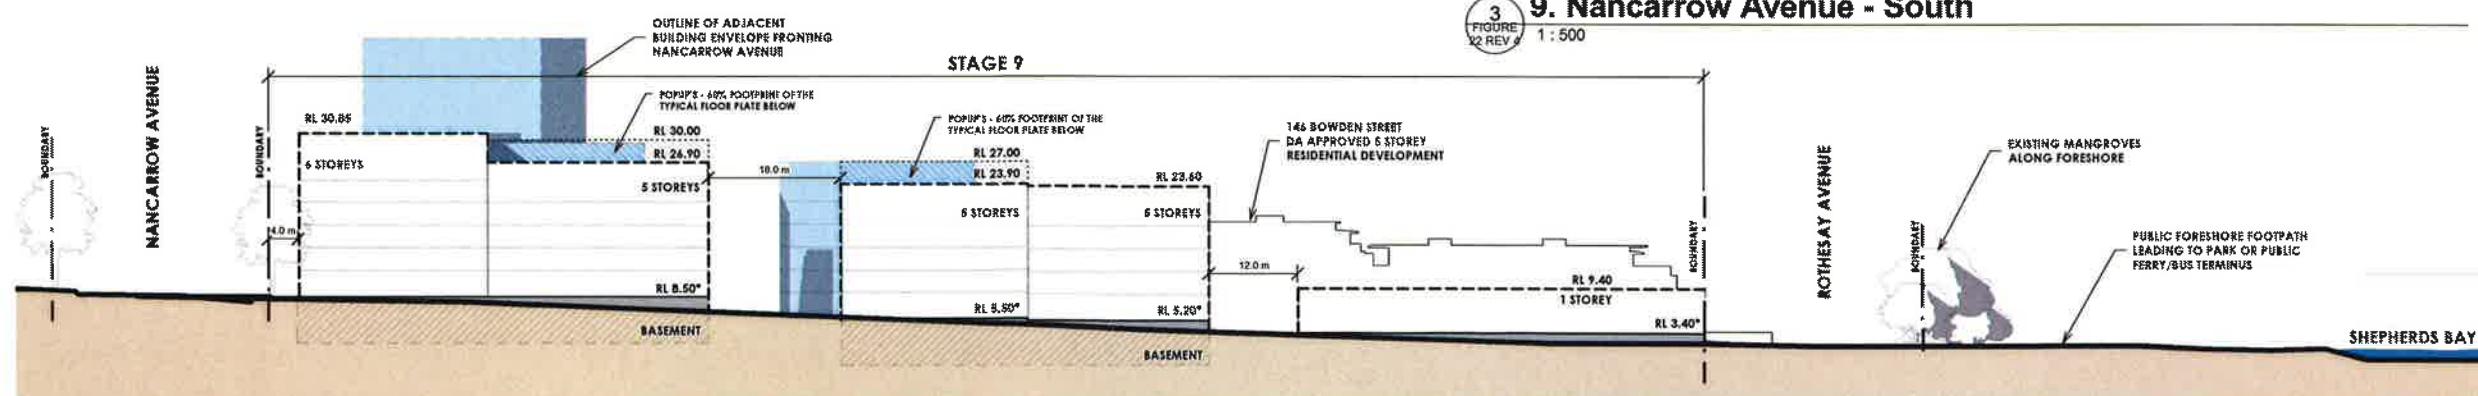 3
FIGURE
22 REV 4
9. Nancarrow Avenue - South
1 : 500
OUTLINE OF ADJACENT
BUILDING ENVELOPE FRONTING
NANCARROW AVENUE
STAGE 9
POPUP'S - 60% FOOTPRINT OF THE
TYPICAL FLOOR PLATE BELOW
POPUP'S - 60% FOOTPRINT OF THE
TYPICAL FLOOR PLATE BELOW
146 BOWDEN STREET
DA APPROVED 5 STOREY
RESIDENTIAL DEVELOPMENT
EXISTING MANGROVES
ALONG FORESHORE
PUBLIC FORESHORE FOOTPATH
LEADING TO PARK OR PUBLIC
FERRY/BUS TERMINUS
BOUNDARY
NANCARROW AVENUE
BOUNDARY
4.0 m
RL 30.85
6 STOREYS
RL 30.00
RL 26.90
5 STOREYS
RL 8.50*
BASEMENT
18.0 m
RL 27.00
RL 23.90
5 STOREYS
RL 5.50*
RL 23.60
5 STOREYS
RL 5.20*
BASEMENT
12.0 m
RL 9.40
1 STOREY
RL 3.40*
BOUNDARY
ROTHESAY AVENUE
BOUNDARY
SHEPHERDS BAY